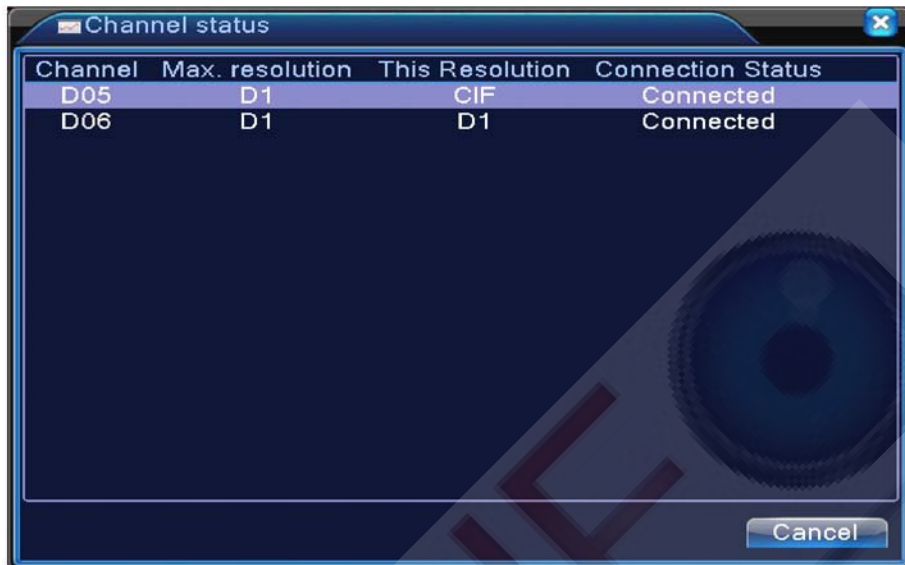 Channel status
Channel Max. resolution This Resolution Connection Status
D05 D1 CIF Connected
D06 D1 D1 Connected
Cancel